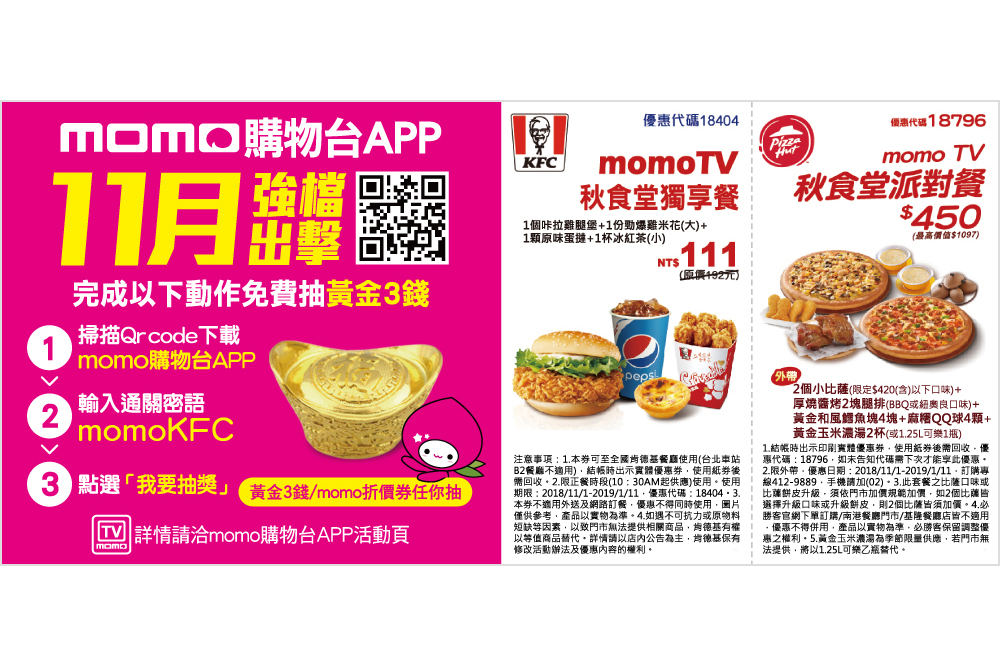 momo購物台APP
11月強檔出擊
完成以下動作免費抽黃金3錢
1 掃描Qr code下載
momo購物台APP
2 輸入通關密語
momoKFC
3 點選「我要抽獎」
黃金3錢/momo折價券任你抽
TV momo 詳情請洽momo購物台APP活動頁
KFC
優惠代碼18404
momoTV
秋食堂獨享餐
1個咔拉雞腿堡+1份勁爆雞米花(大)+
1顆原味蛋撻+1杯冰紅茶(小)
NT$111
(原價192元)
pepsi
注意事項：1.本券可至全國肯德基餐廳使用(台北車站
B2餐廳不適用)，結帳時出示實體優惠券，使用紙券後
需回收。2.限正餐時段(10：30AM起供應)使用。使用
期限：2018/11/1-2019/1/11，優惠代碼：18404。3.
本券不適用外送及網路訂餐，優惠不得同時使用，圖片
僅供參考，產品以實物為準。4.如遇不可抗力或原物料
短缺等因素，以致門市無法提供相關商品，肯德基有權
以等值商品替代。詳情請以店內公告為主，肯德基保有
修改活動辦法及優惠內容的權利。
Pizza Hut
優惠代碼18796
momo TV
秋食堂派對餐
$450
(最高價值$1097)
外帶
2個小比薩(限定$420(含)以下口味)+
厚燒醬烤2塊腿排(BBQ或紐奧良口味)+
黃金和風鱈魚塊4塊+麻糬QQ球4顆+
黃金玉米濃湯2杯(或1.25L可樂1瓶)
1.結帳時出示印刷實體優惠券，使用紙券後需回收，優
惠代碼：18796，如未告知代碼需下次才能享此優惠。
2.限外帶，優惠日期：2018/11/1-2019/1/11，訂購專
線412-9889，手機請加(02)。3.此套餐之比薩口味或
比薩餅皮升級，須依門市加價規範加價，如2個比薩皆
選擇升級口味或升級餅皮，則2個比薩皆須加價。4.必
勝客官網下單訂購/南港餐廳門市/基隆餐廳店皆不適用
，優惠不得併用，產品以實物為準，必勝客保留調整優
惠之權利。5.黃金玉米濃湯為季節限量供應，若門市無
法提供，將以1.25L可樂乙瓶替代。